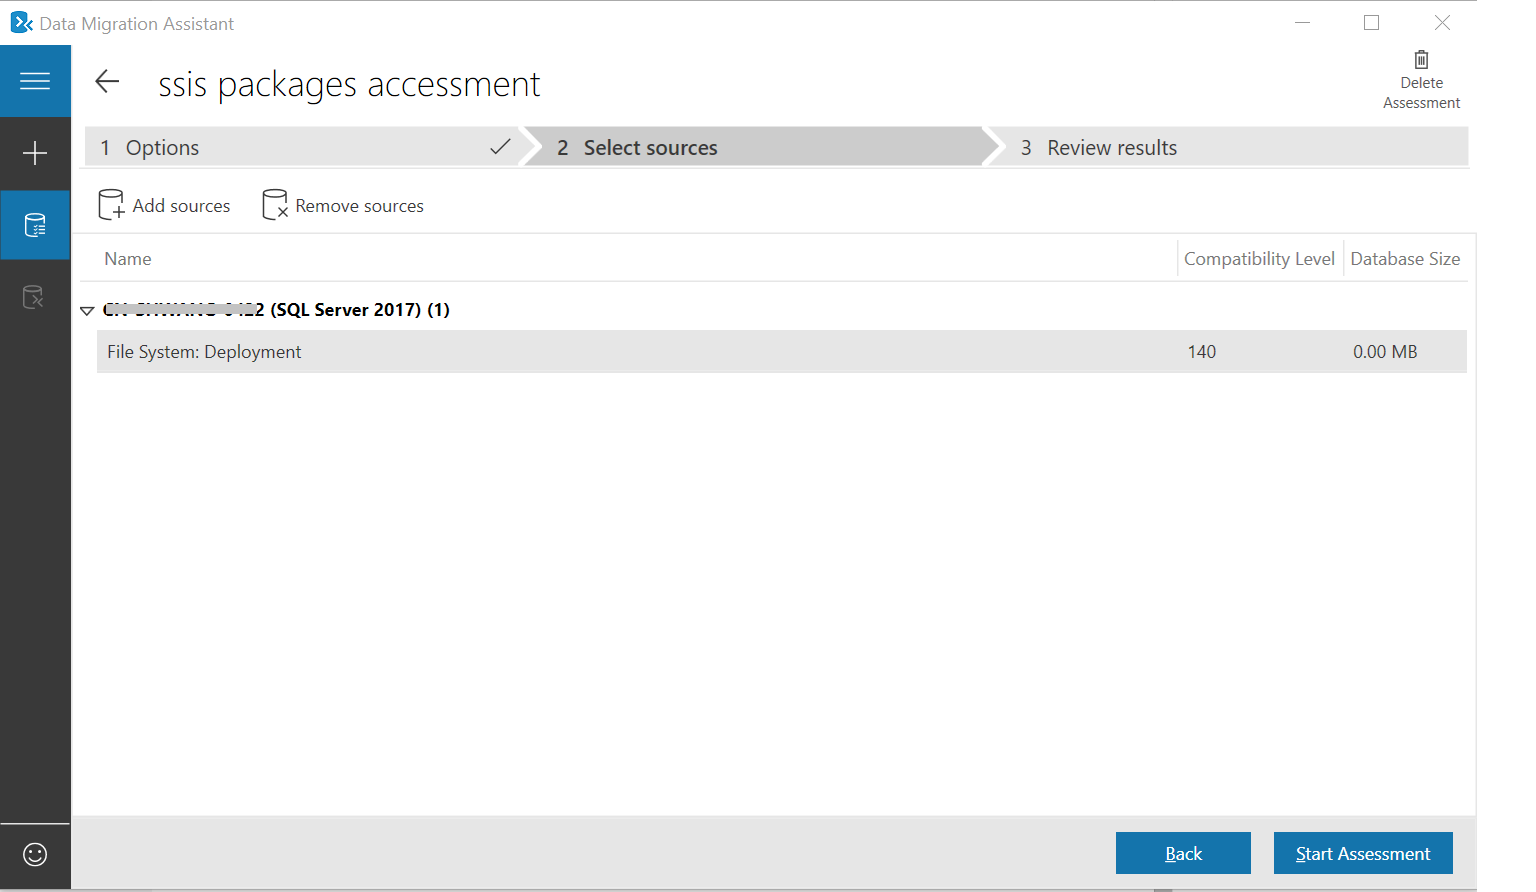 Data Migration Assistant
ssis packages accessment
Delete
Assessment
1 Options
2 Select sources
3 Review results
Add sources
Remove sources
Name
Compatibility Level
Database Size
(SQL Server 2017) (1)
File System: Deployment
140
0.00 MB
Back
Start Assessment